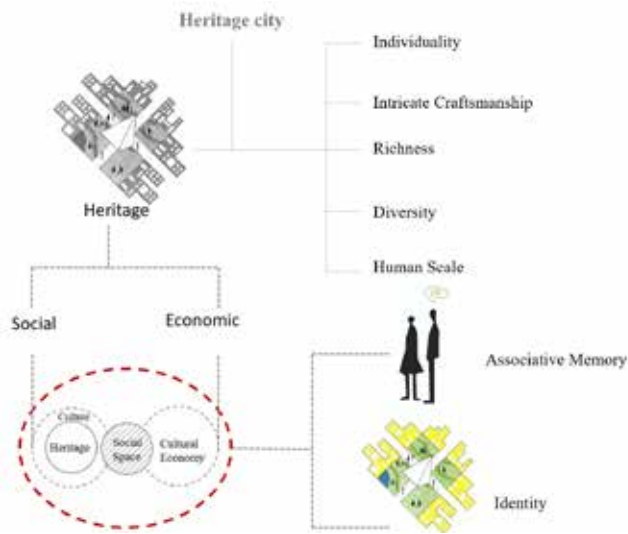 Heritage city
Individuality
Intricate Craftsmanship
Richness
Diversity
Human Scale
Heritage
Social
Economic
Associative Memory
Culture
Heritage
Social
Space
Cultural
Economy
Identity